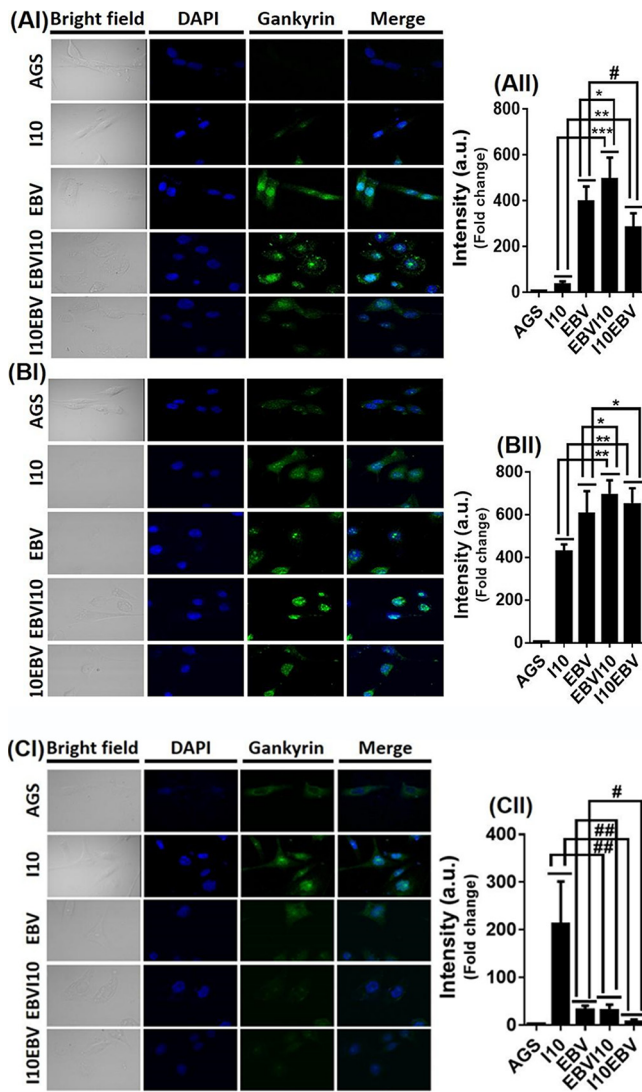 (AI) Bright field DAPI Gankyrin Merge
AGS
I10
EBV
EBVI10
I10EBV
(AII)
#
*
**
***
Intensity (a.u.)
(Fold change)
800
600
400
200
0
AGS
I10
EBV
EBVI10
I10EBV
(BI)
AGS
I10
EBV
EBVI10
10EBV
(BII)
*
*
**
**
Intensity (a.u.)
(Fold change)
800
600
400
200
0
AGS
I10
EBV
EBVI10
I10EBV
(CI) Bright field DAPI Gankyrin Merge
AGS
I10
EBV
EBVI10
I10EBV
(CII)
#
##
##
Intensity (a.u.)
(Fold change)
400
300
200
100
0
AGS
I10
EBV
EBVI10
I10EBV